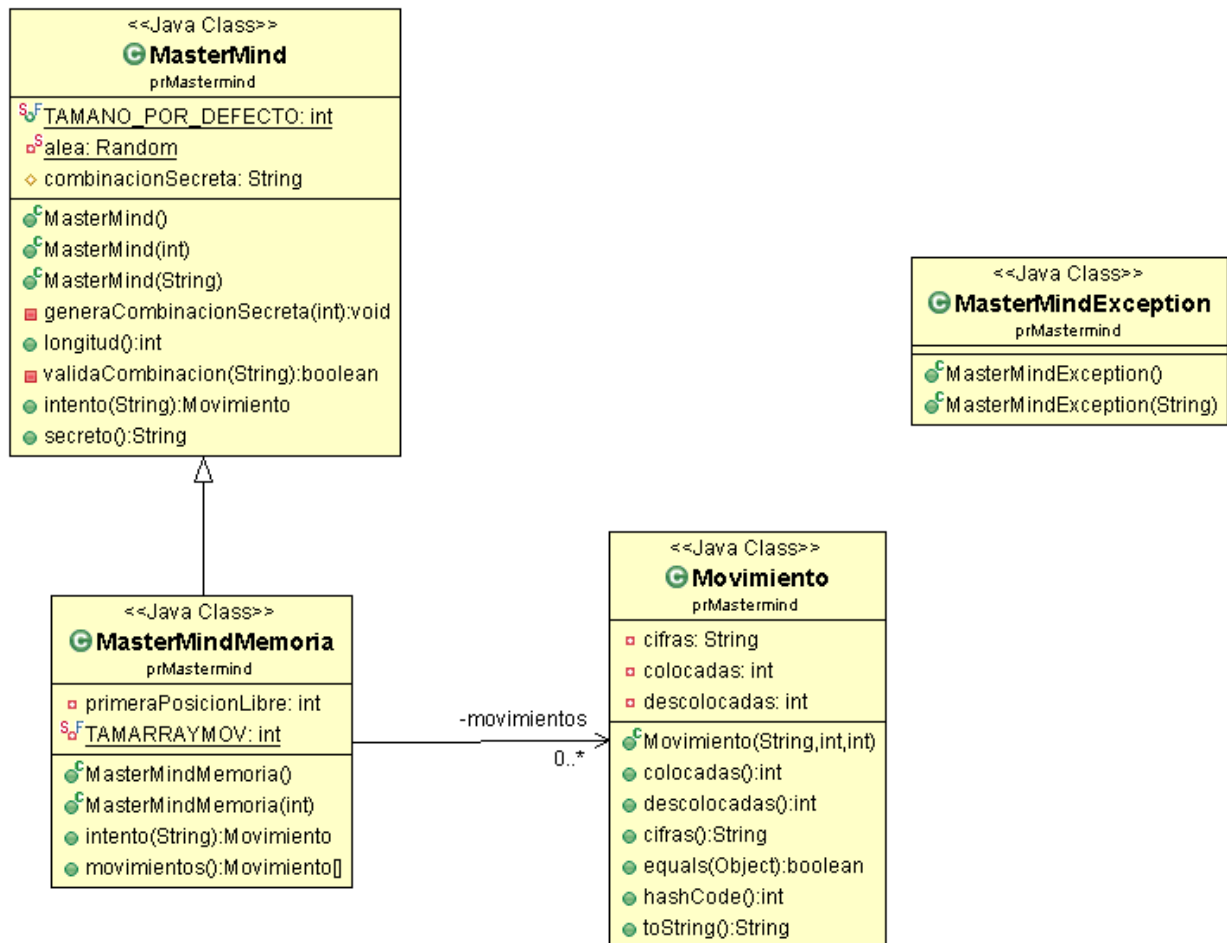 <<Java Class>>
MasterMind
prMastermind
TAMANO_POR_DEFECTO: int
alea: Random
combinacionSecreta: String
MasterMind()
MasterMind(int)
MasterMind(String)
generaCombinacionSecreta(int):void
longitud():int
validaCombinacion(String):boolean
intento(String):Movimiento
secreto():String
<<Java Class>>
MasterMindException
prMastermind
MasterMindException()
MasterMindException(String)
<<Java Class>>
MasterMindMemoria
prMastermind
primeraPosicionLibre: int
TAMARRAYMOV: int
MasterMindMemoria()
MasterMindMemoria(int)
intento(String):Movimiento
movimientos():Movimiento[]
-movimientos
0..*
<<Java Class>>
Movimiento
prMastermind
cifras: String
colocadas: int
descolocadas: int
Movimiento(String,int,int)
colocadas():int
descolocadas():int
cifras():String
equals(Object):boolean
hashCode():int
toString():String